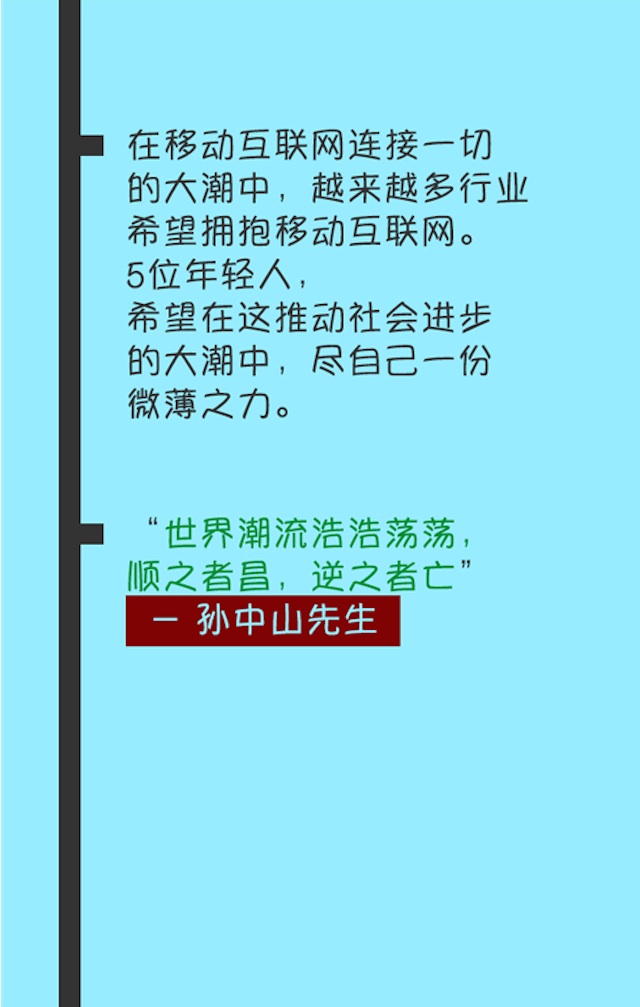 在移动互联网连接一切
的大潮中，越来越多行业
希望拥抱移动互联网。
5位年轻人，
希望在这推动社会进步
的大潮中，尽自己一份
微薄之力。
“世界潮流浩浩荡荡，
顺之者昌，逆之者亡”
— 孙中山先生